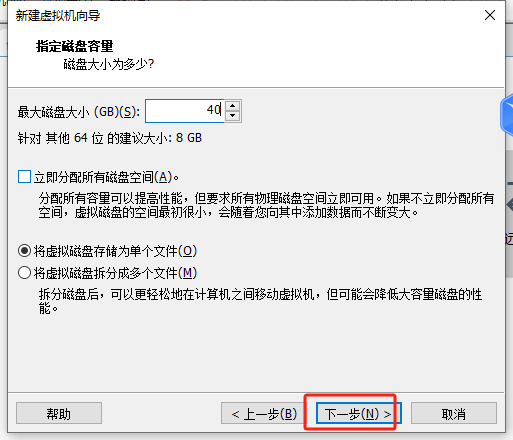 新建虚拟机向导
指定磁盘容量
磁盘大小为多少?
最大磁盘大小 (GB)(S): 40
针对 其他 64 位 的建议大小: 8 GB
立即分配所有磁盘空间(A)。
分配所有容量可以提高性能，但要求所有物理磁盘空间立即可用。如果不立即分配所有
空间，虚拟磁盘的空间最初很小，会随着您向其中添加数据而不断变大。
将虚拟磁盘存储为单个文件(O)
将虚拟磁盘拆分成多个文件(M)
拆分磁盘后，可以更轻松地在计算机之间移动虚拟机，但可能会降低大容量磁盘的性
能。
帮助
< 上一步(B)
下一步(N) >
取消